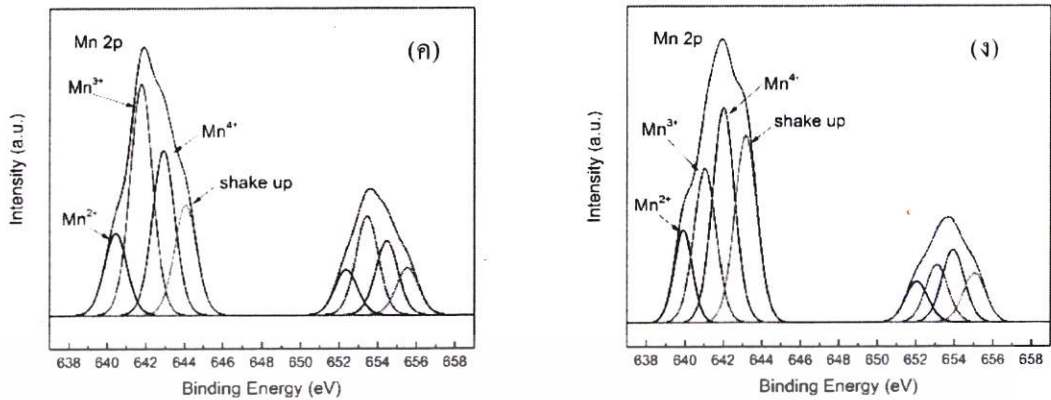 Mn 2p
(ค)
Mn³⁺
Mn⁴⁺
shake up
Mn²⁻
Intensity (a.u.)
638 640 642 644 646 648 650 652 654 656 658
Binding Energy (eV)
Mn 2p
(ง)
Mn⁴⁻
Mn³⁺
shake up
Mn²⁺
Intensity (a.u.)
638 640 642 644 646 648 650 652 654 656 658
Binding Energy (eV)